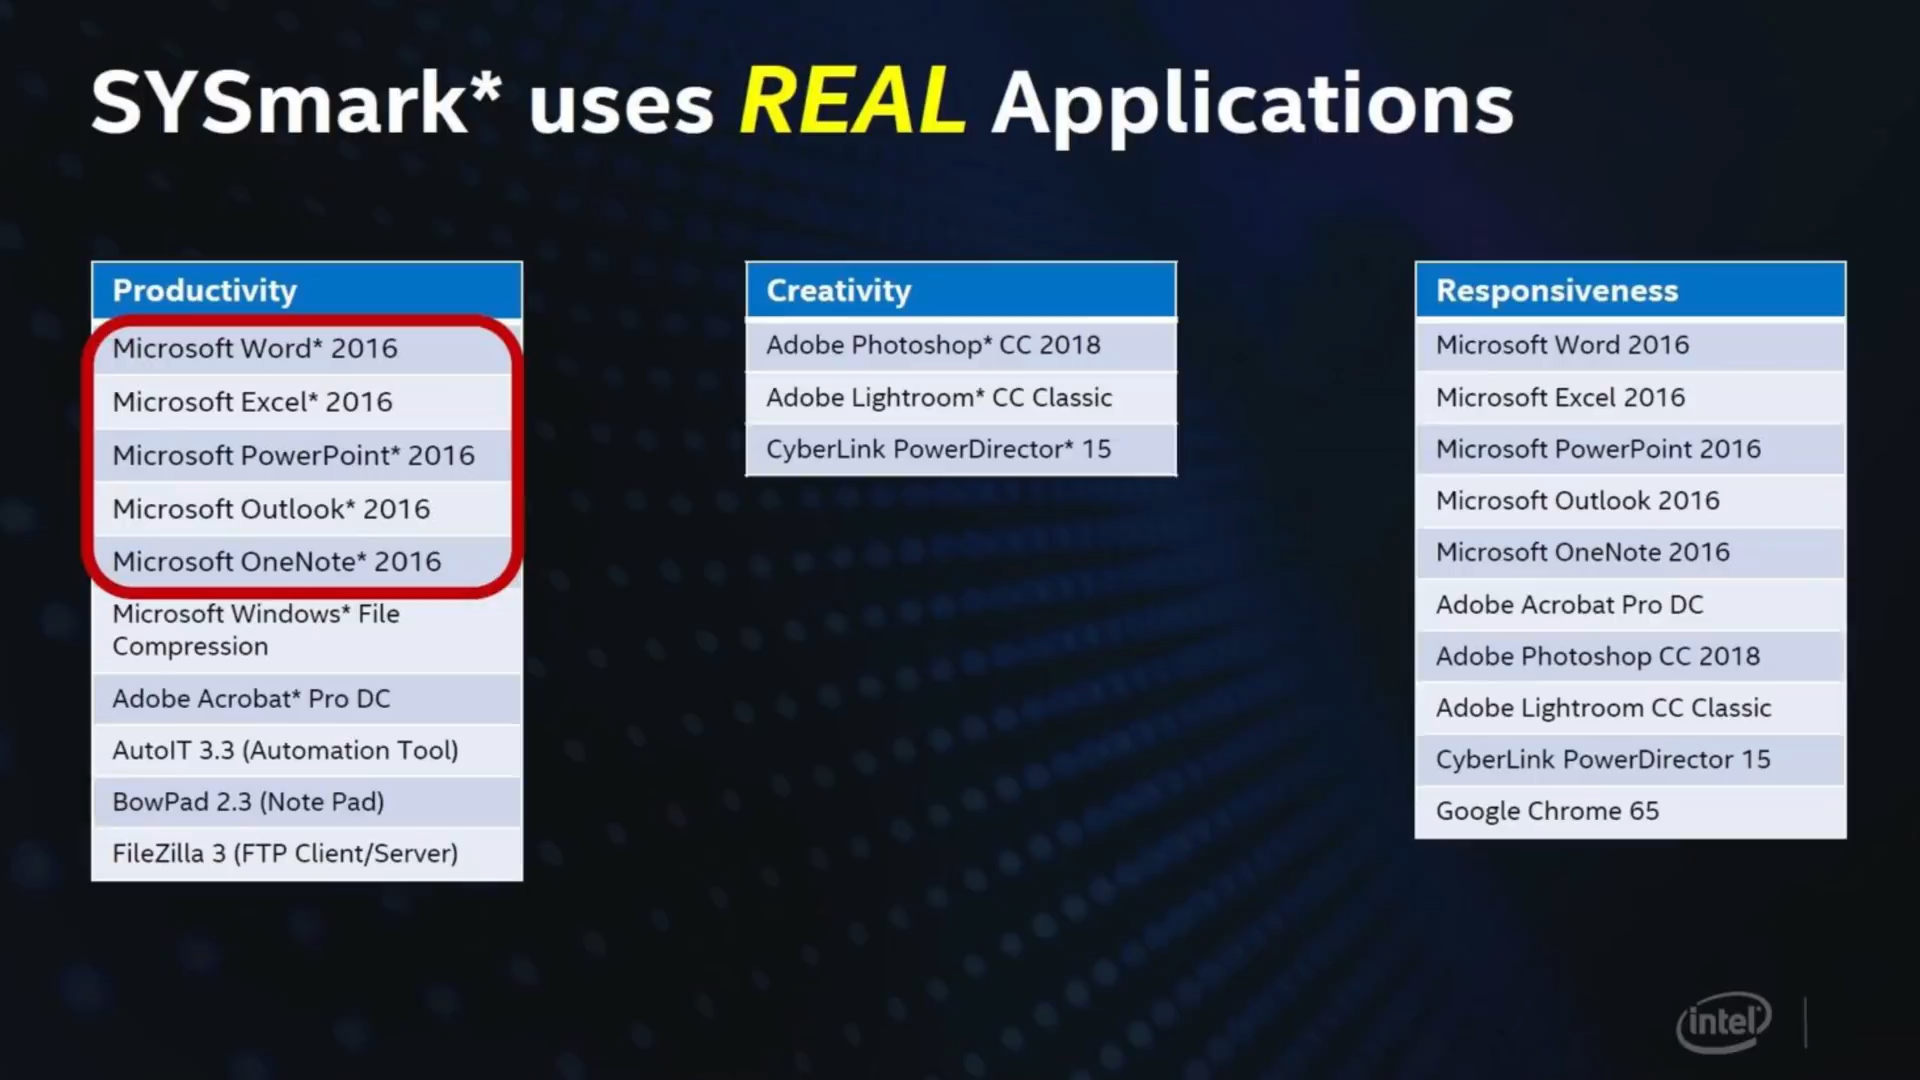 SYSmark* uses REAL Applications
Productivity
Microsoft Word* 2016
Microsoft Excel* 2016
Microsoft PowerPoint* 2016
Microsoft Outlook* 2016
Microsoft OneNote* 2016
Microsoft Windows* File
Compression
Adobe Acrobat* Pro DC
AutoIT 3.3 (Automation Tool)
BowPad 2.3 (Note Pad)
FileZilla 3 (FTP Client/Server)
Creativity
Adobe Photoshop* CC 2018
Adobe Lightroom* CC Classic
CyberLink PowerDirector* 15
Responsiveness
Microsoft Word 2016
Microsoft Excel 2016
Microsoft PowerPoint 2016
Microsoft Outlook 2016
Microsoft OneNote 2016
Adobe Acrobat Pro DC
Adobe Photoshop CC 2018
Adobe Lightroom CC Classic
CyberLink PowerDirector 15
Google Chrome 65
intel